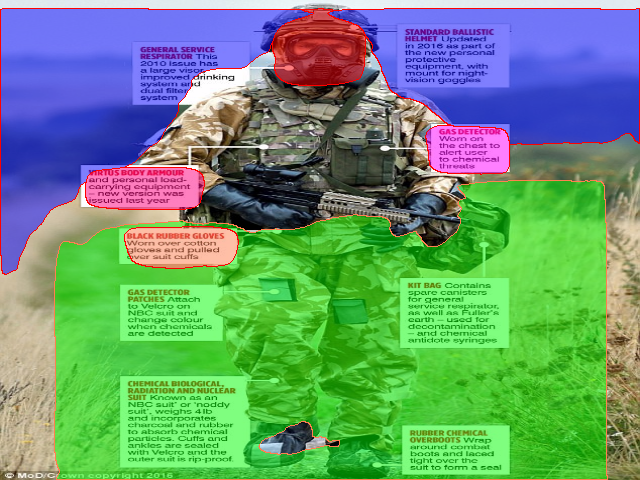 STANDARD BALLISTIC
HELMET Updated
in 2016 as part of
the new personal
protective
equipment, with
mount for night-
vision goggles
GENERAL SERVICE
RESPIRATOR This
2010 issue has
a large visor,
improved drinking
system and
dual filter
system
GAS DETECTOR
Worn on
the chest to
alert user
to chemical
threats
VIRTUS BODY ARMOUR
and personal load-
carrying equipment
– new version was
issued last year
BLACK RUBBER GLOVES
Worn over cotton
gloves and pulled
over suit cuffs
GAS DETECTOR
PATCHES Attach
to Velcro on
NBC suit and
change colour
when chemicals
are detected
KIT BAG Contains
spare canisters
for general
service respirator,
as well as Fuller's
earth – used for
decontamination
– and chemical
antidote syringes
CHEMICAL BIOLOGICAL,
RADIATION AND NUCLEAR
SUIT Known as an
'NBC suit' or 'noddy
suit', weighs 4lb
and incorporates
charcoal and rubber
to absorb chemical
particles. Cuffs and
ankles are sealed
with Velcro and the
outer suit is rip-proof.
RUBBER CHEMICAL
OVERBOOTS Wrap
around combat
boots and laced
tight over the
suit to form a seal
© MoD/Crown copyright 2016